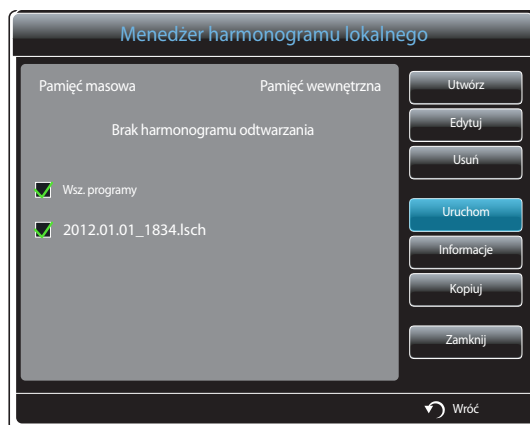 Menedżer harmonogramu lokalnego
Pamięć masowa Pamięć wewnętrzna
Brak harmonogramu odtwarzania
Wsz. programy
2012.01.01_1834.lsch
Utwórz
Edytuj
Usuń
Uruchom
Informacje
Kopiuj
Zamknij
Wróć